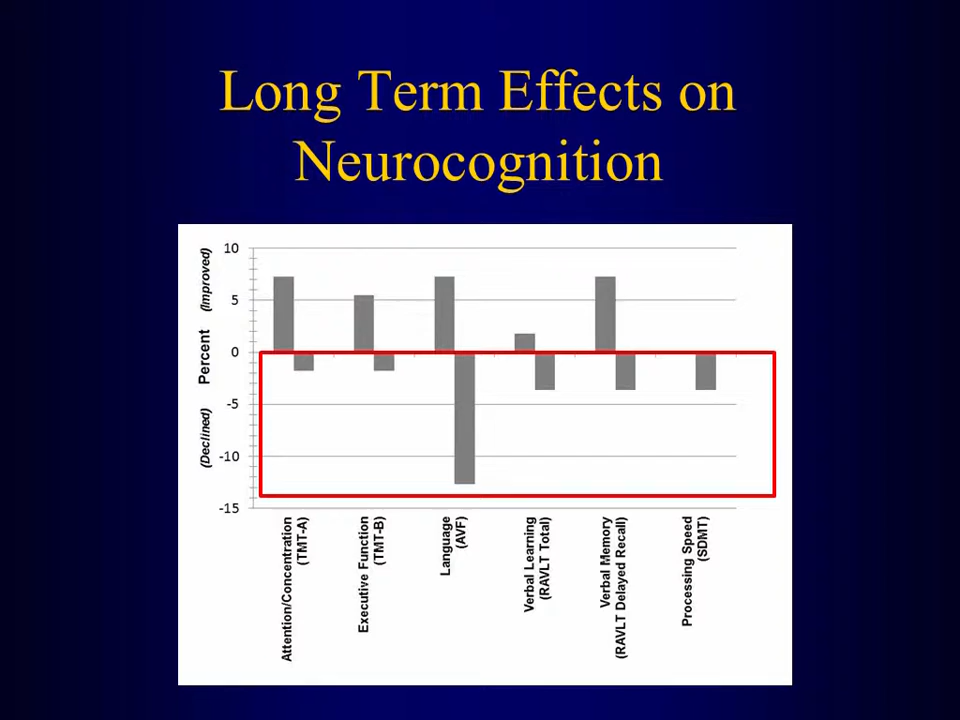 Long Term Effects on
Neurocognition
(Improved)
Percent
(Declined)
10
5
0
-5
-10
-15
Attention/Concentration
(TMT-A)
Executive Function
(TMT-B)
Language
(AVF)
Verbal Learning
(RAVLT Total)
Verbal Memory
(RAVLT Delayed Recall)
Processing Speed
(SDMT)